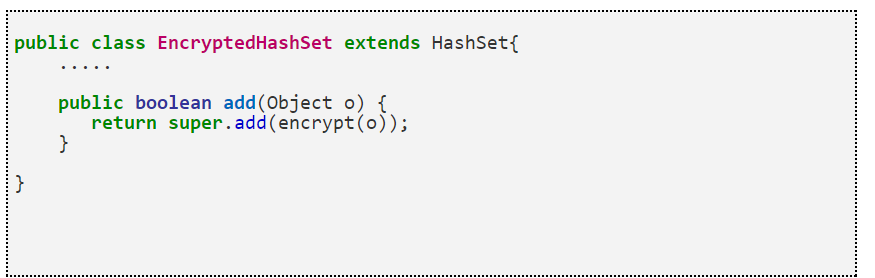 public class EncryptedHashSet extends HashSet{
    .....
    public boolean add(Object o) {
       return super.add(encrypt(o));
    }
}